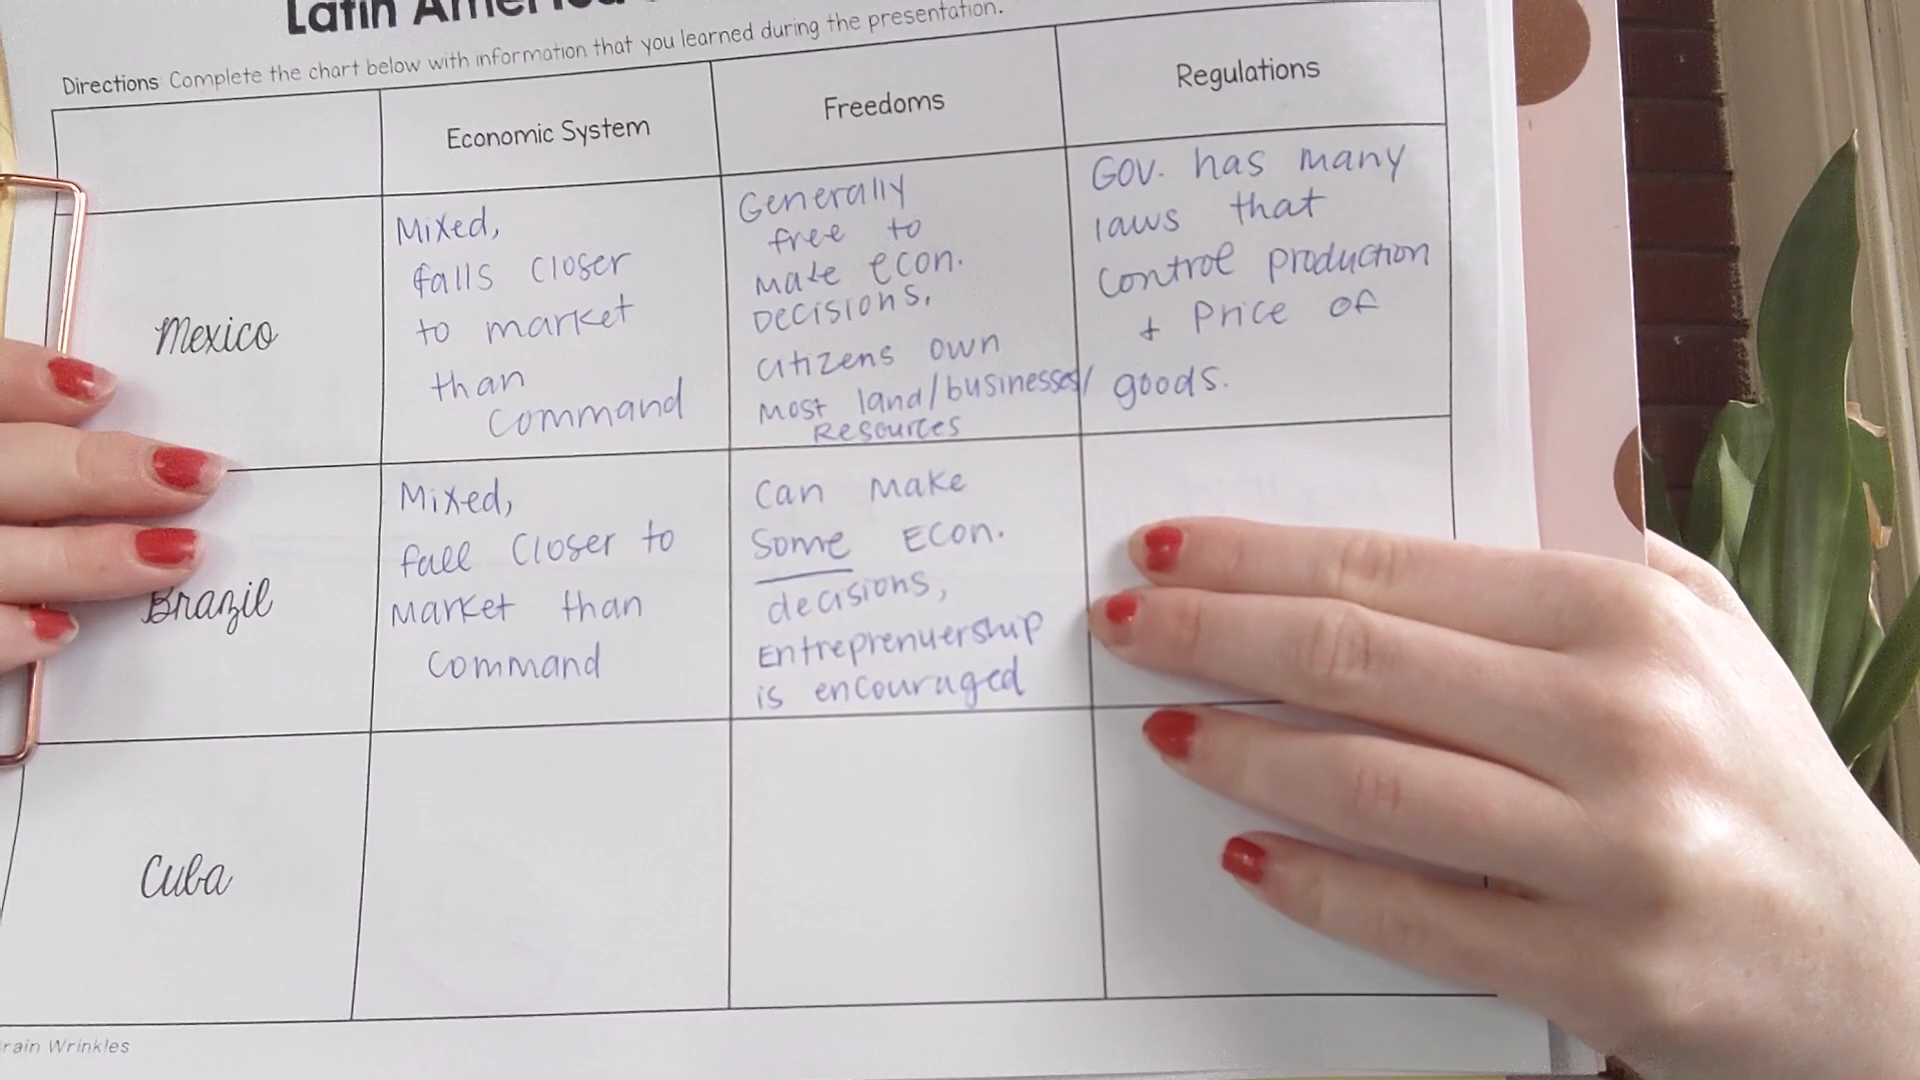 Latin
Directions: Complete the chart below with information that you learned during the presentation.
Economic System
Freedoms
Regulations
Mexico
Mixed,
falls closer
to market
than
command
Generally
free to
make econ.
Decisions.
citizens own
most land/businesses/
Resources
Gov. has many
laws that
control production
+ Price of
goods.
Brazil
Mixed,
fall closer to
Market than
command
can make
some Econ.
decisions,
Entreprenuership
is encouraged
Cuba
Wrinkles